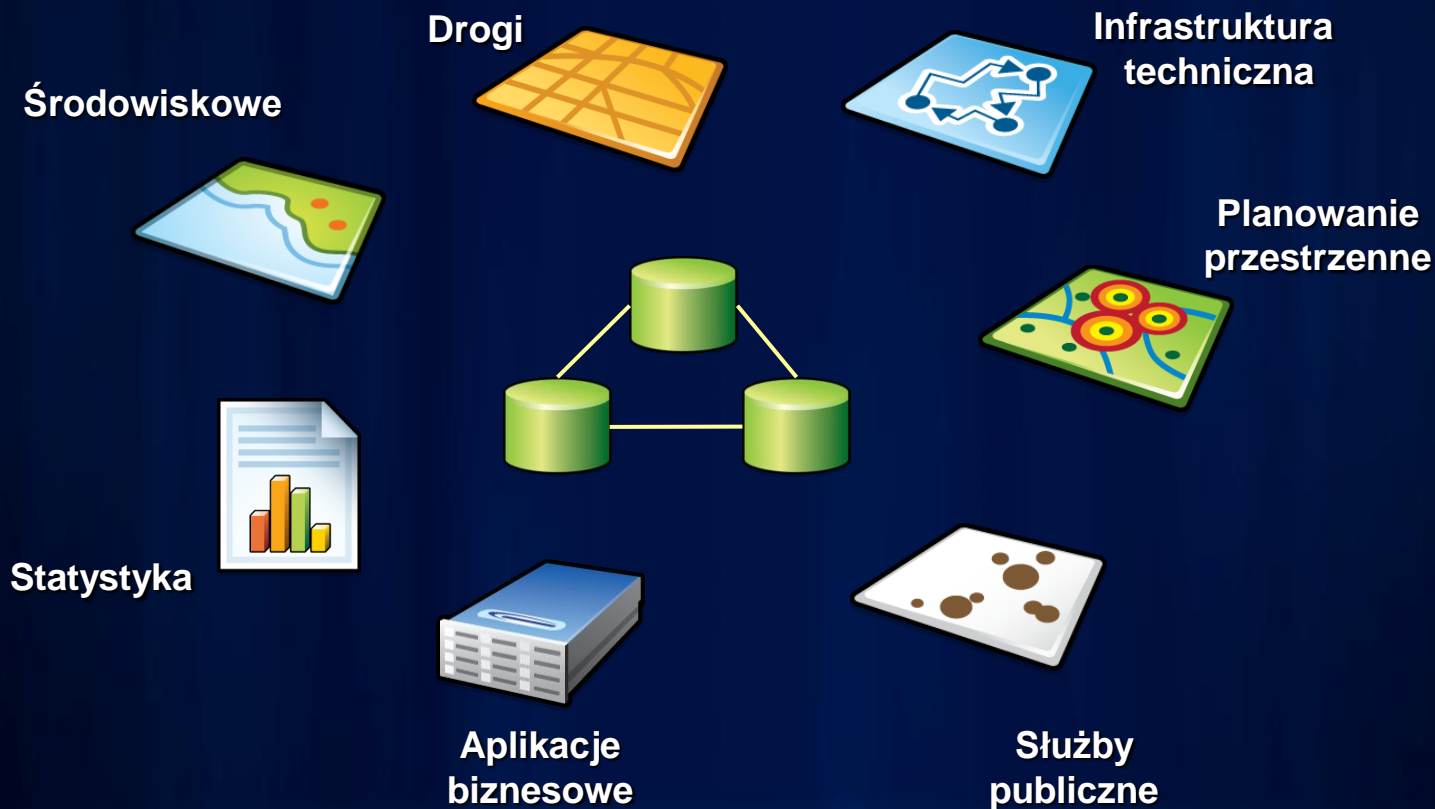 Drogi
Infrastruktura
techniczna
Środowiskowe
Planowanie
przestrzenne
Statystyka
Aplikacje
biznesowe
Służby
publiczne